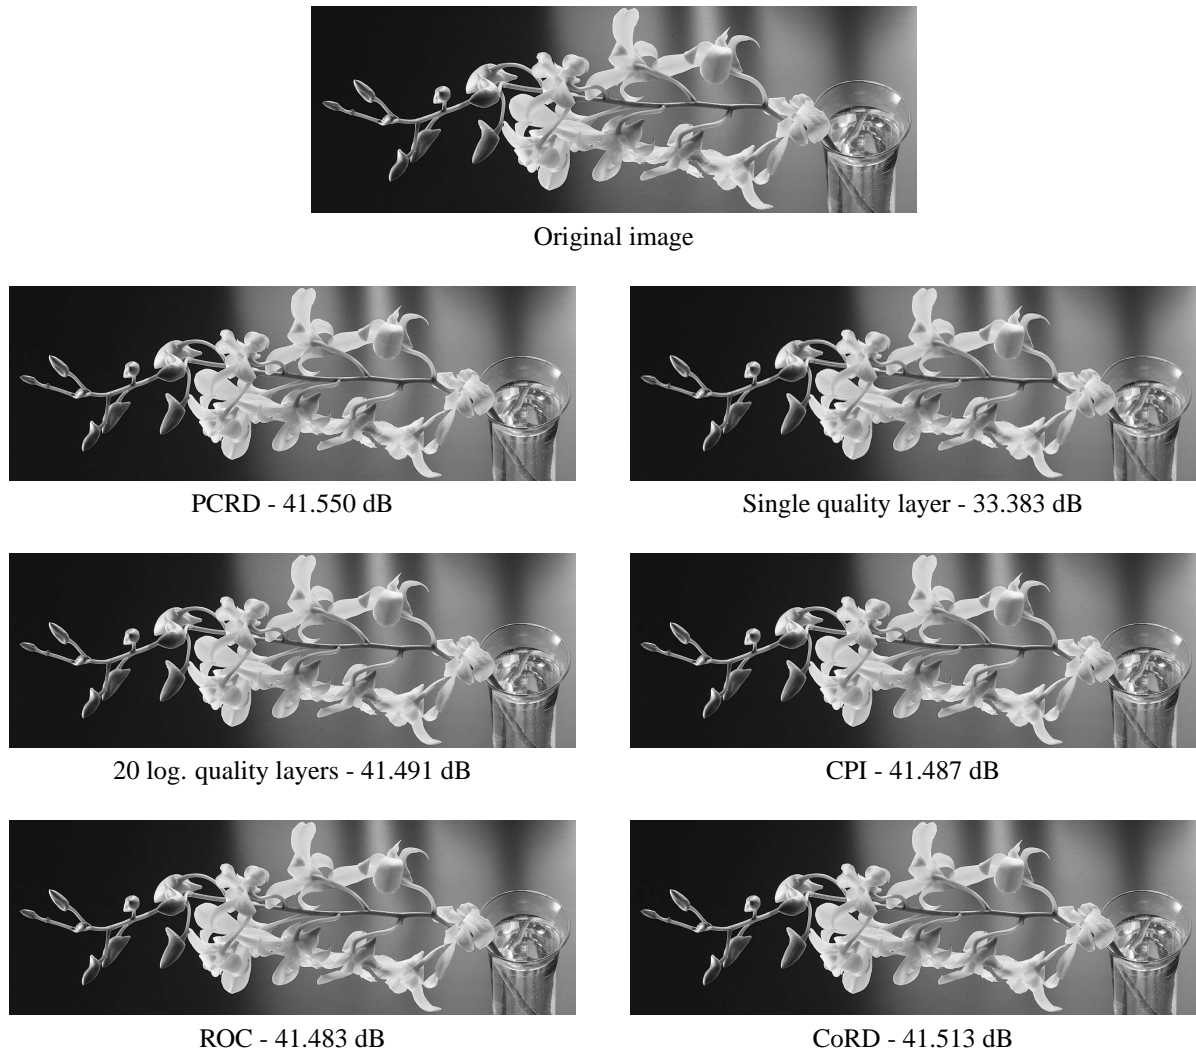 Original image
PCRD - 41.550 dB
Single quality layer - 33.383 dB
20 log. quality layers - 41.491 dB
CPI - 41.487 dB
ROC - 41.483 dB
CoRD - 41.513 dB